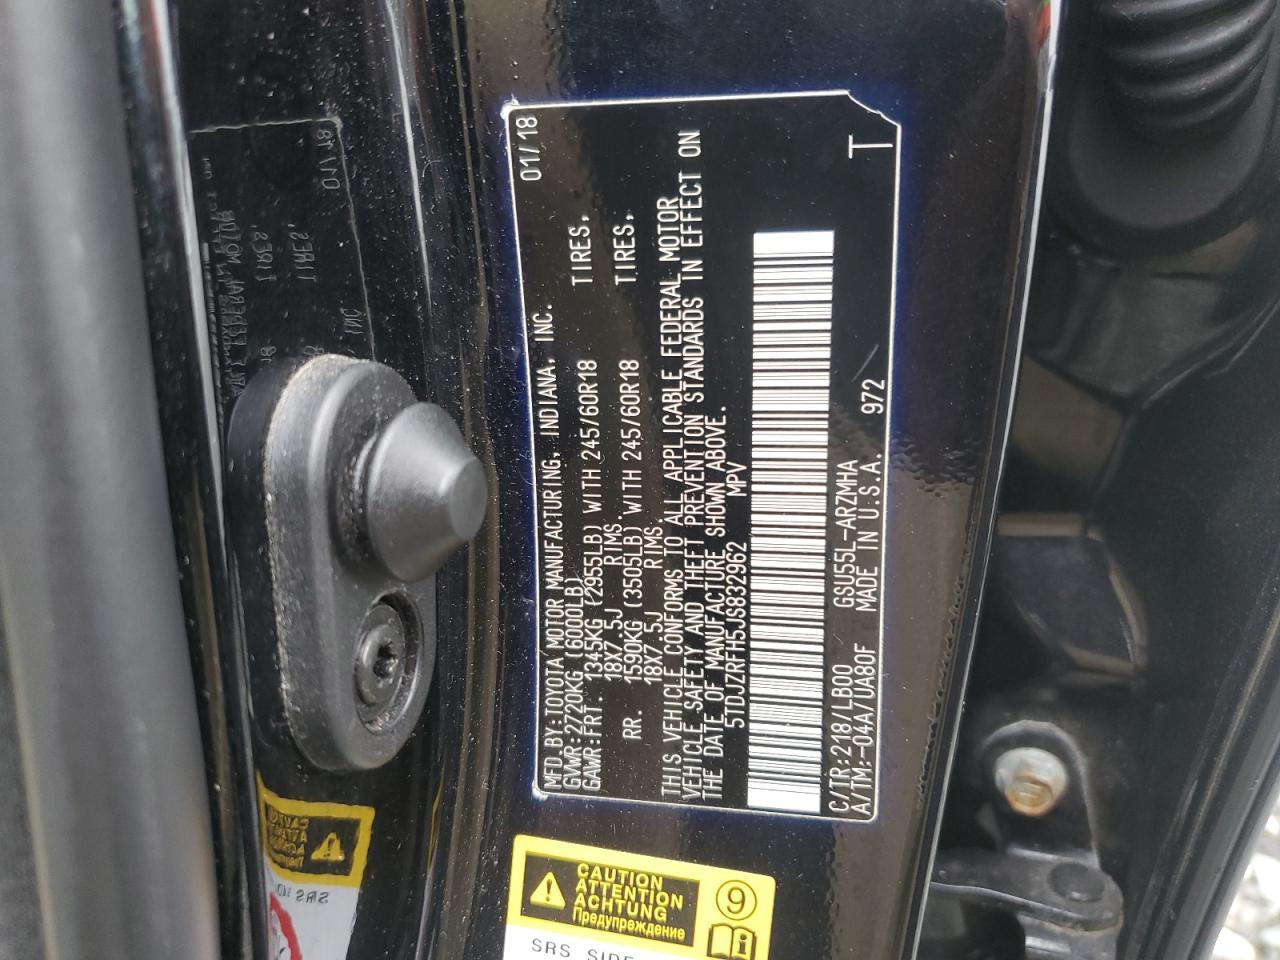 01/18
MFD.BY:TOYOTA MOTOR MANUFACTURING, INDIANA, INC.
GVWR:2720KG (6000LB)
GAWR:FRT. 1345KG (2955LB) WITH 245/60R18 TIRES,
18X7.5J RIMS.
RR. 1590KG (3505LB) WITH 245/60R18 TIRES,
18X7.5J RIMS.
THIS VEHICLE CONFORMS TO ALL APPLICABLE FEDERAL MOTOR
VEHICLE SAFETY AND THEFT PREVENTION STANDARDS IN EFFECT ON
THE DATE OF MANUFACTURE SHOWN ABOVE.
5TDJZRFH5JS832962 MPV
C/TR:218/LB00 GSU55L-ARZMHA T
A/TM:-04A/UA80F MADE IN U.S.A. 972
CAUTION
ATTENTION
ACHTUNG
Предупреждение
9
i
SRS SIDE